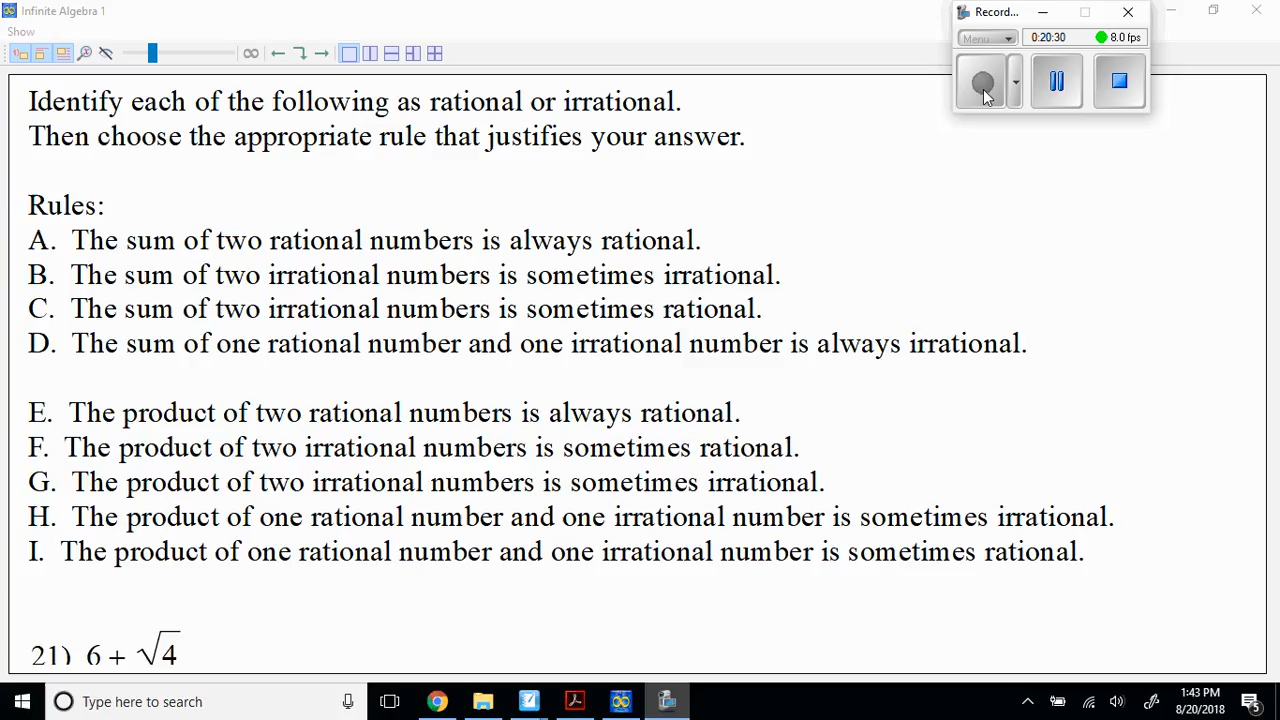 Infinite Algebra 1
Record...
Show
Menu
0:20:30
8.0 fps
Identify each of the following as rational or irrational.
Then choose the appropriate rule that justifies your answer.
Rules:
A. The sum of two rational numbers is always rational.
B. The sum of two irrational numbers is sometimes irrational.
C. The sum of two irrational numbers is sometimes rational.
D. The sum of one rational number and one irrational number is always irrational.
E. The product of two rational numbers is always rational.
F. The product of two irrational numbers is sometimes rational.
G. The product of two irrational numbers is sometimes irrational.
H. The product of one rational number and one irrational number is sometimes irrational.
I. The product of one rational number and one irrational number is sometimes rational.
21) 6 + √4
Type here to search
1:43 PM
8/20/2018
5